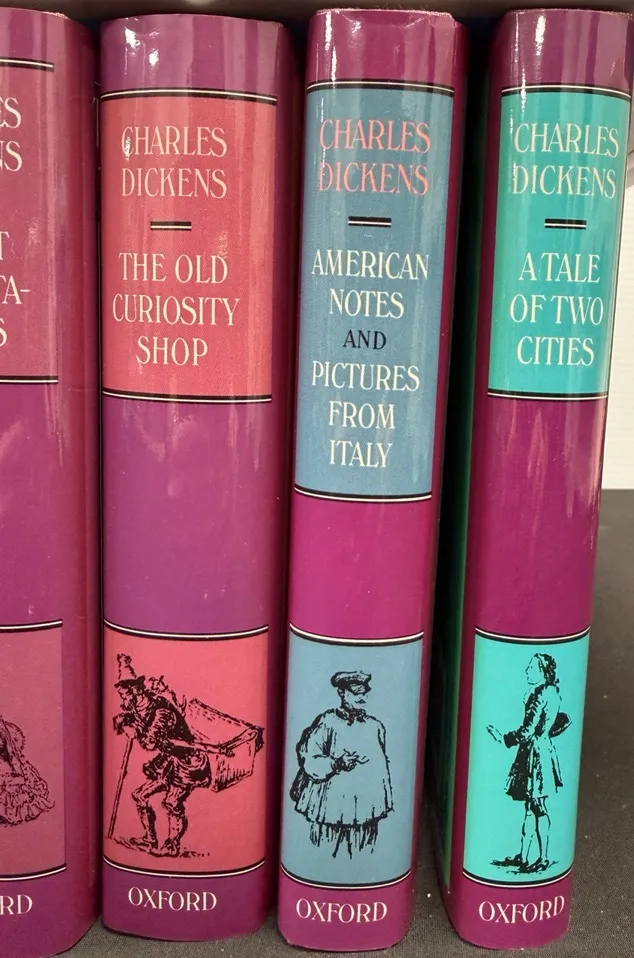 CHARLES
DICKENS
THE OLD
CURIOSITY
SHOP
OXFORD
CHARLES
DICKENS
AMERICAN
NOTES
AND
PICTURES
FROM
ITALY
OXFORD
CHARLES
DICKENS
A TALE
OF TWO
CITIES
OXFORD